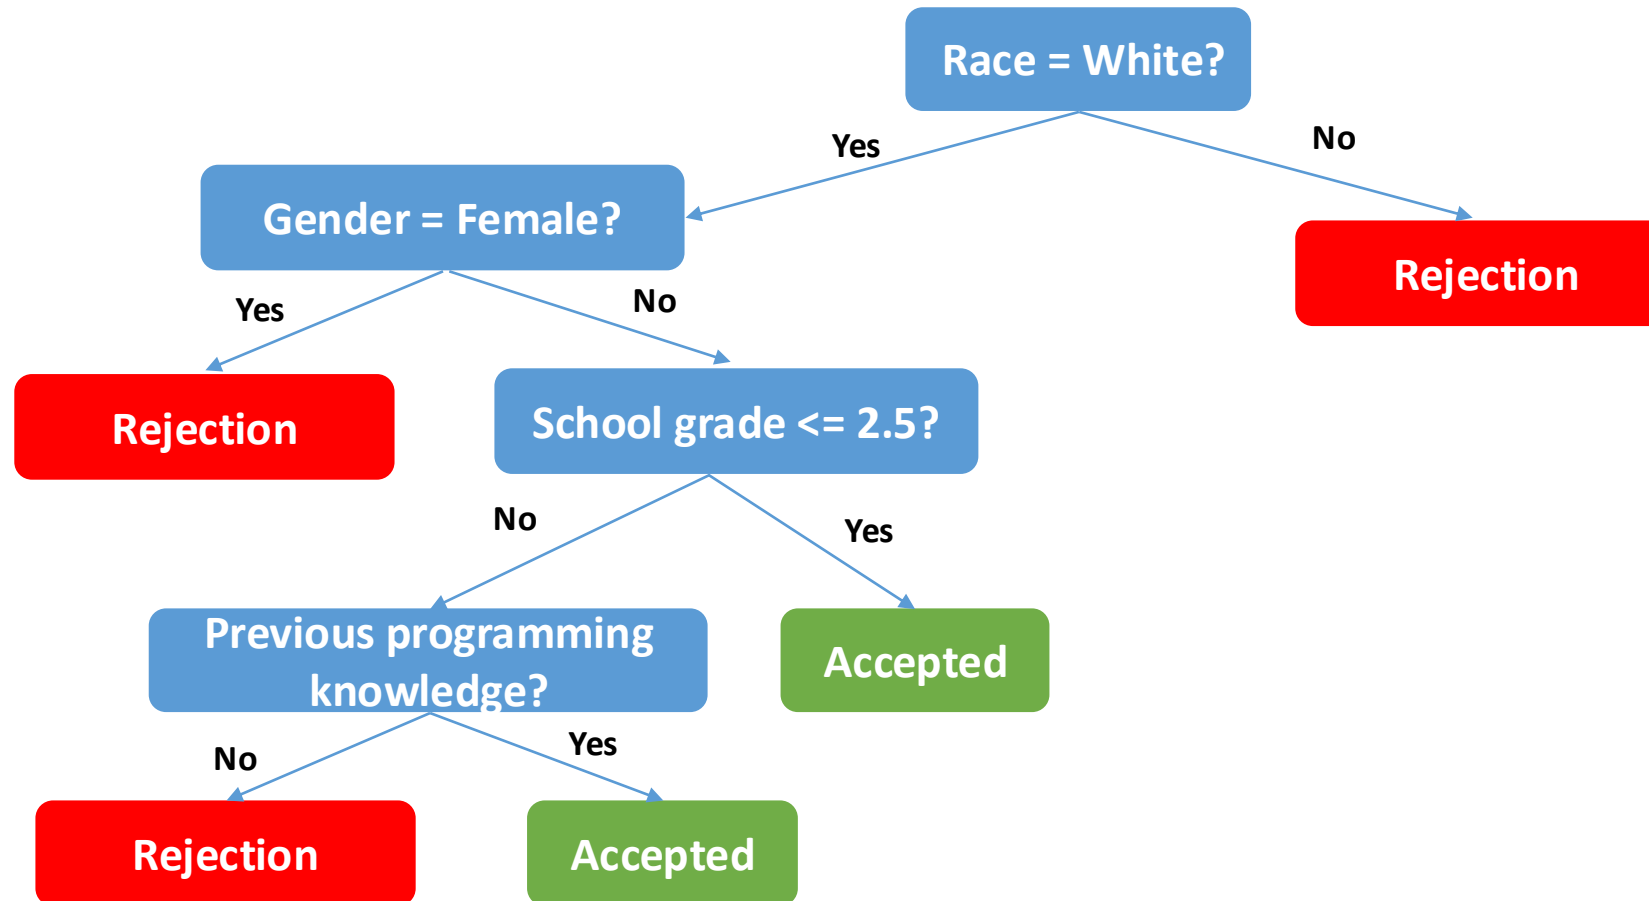 Race = White?
Yes
No
Gender = Female?
Rejection
Yes
No
Rejection
School grade <= 2.5?
No
Yes
Previous programming
knowledge?
Accepted
No
Yes
Rejection
Accepted